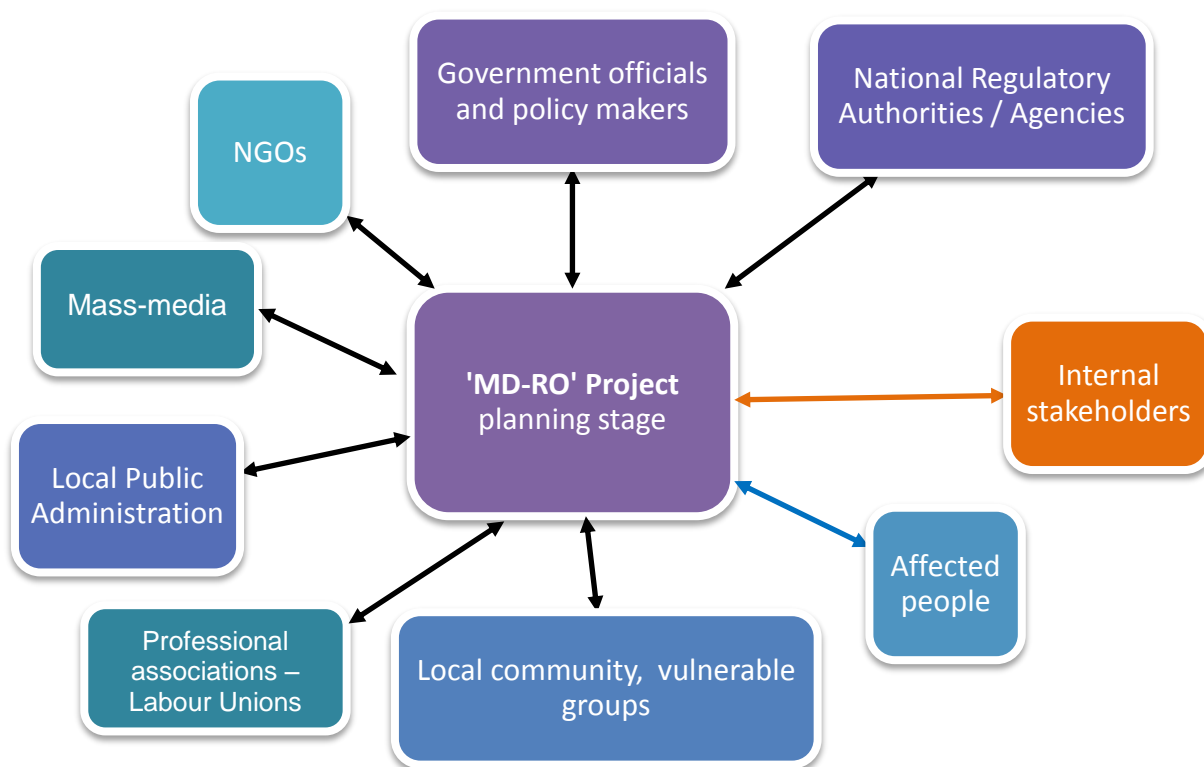 Government officials
and policy makers
National Regulatory
Authorities / Agencies
NGOs
Mass-media
'MD-RO' Project
planning stage
Internal
stakeholders
Local Public
Administration
Affected
people
Professional
associations –
Labour Unions
Local community, vulnerable
groups